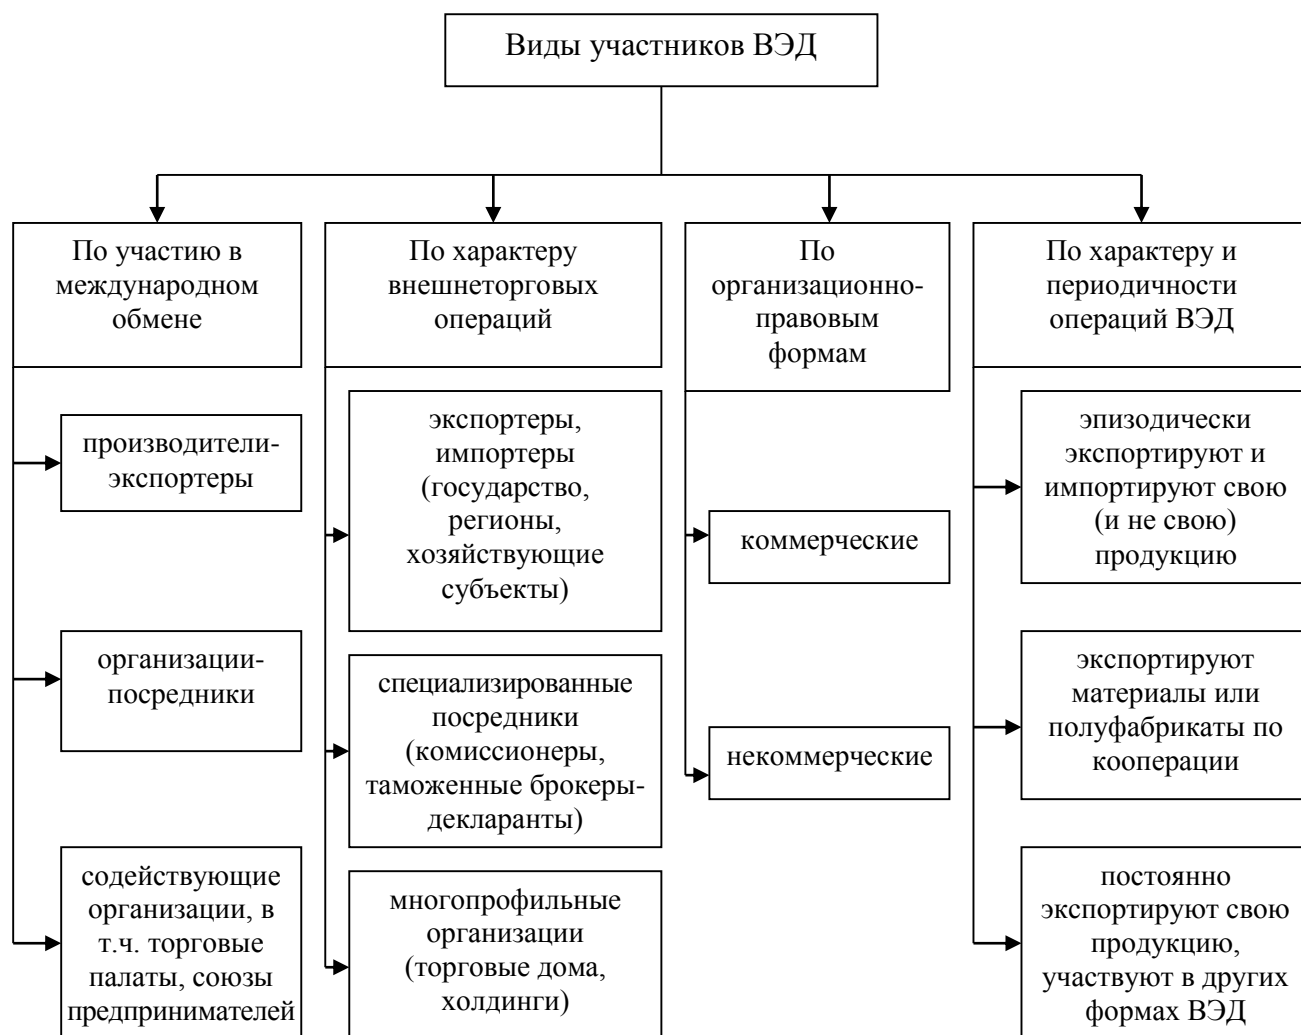 Виды участников ВЭД
По участию в
международном
обмене
производители-
экспортеры
организации-
посредники
содействующие
организации, в
т.ч. торговые
палаты, союзы
предпринимателей
По характеру
внешнеторговых
операций
экспортеры,
импортеры
(государство,
регионы,
хозяйствующие
субъекты)
специализированные
посредники
(комиссионеры,
таможенные брокеры-
декларанты)
многопрофильные
организации
(торговые дома,
холдинги)
По
организационно-
правовым
формам
коммерческие
некоммерческие
По характеру и
периодичности
операций ВЭД
эпизодически
экспортируют и
импортируют свою
(и не свою)
продукцию
экспортируют
материалы или
полуфабрикаты по
кооперации
постоянно
экспортируют свою
продукцию,
участвуют в других
формах ВЭД